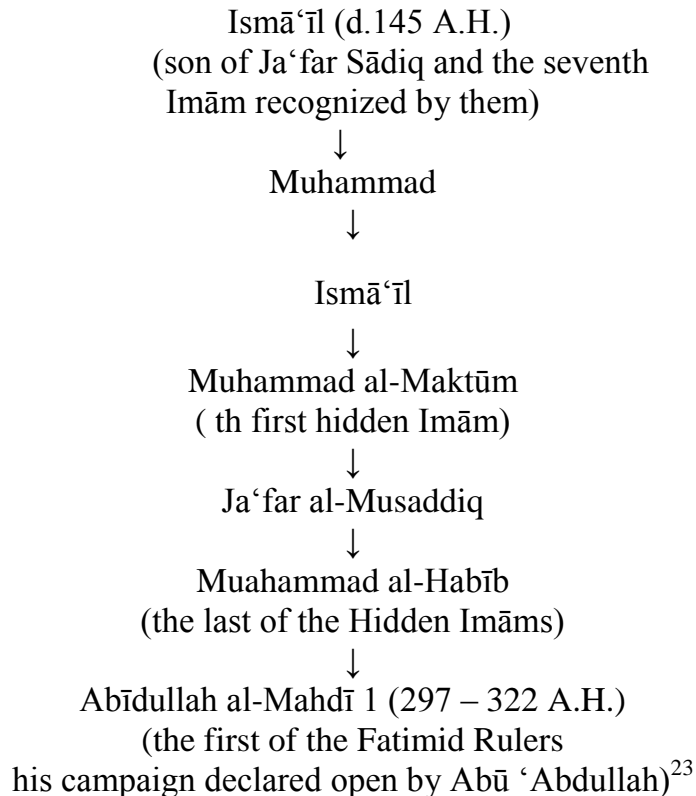 Ismā‘īl (d.145 A.H.)
(son of Ja‘far Sādiq and the seventh
Imām recognized by them)
↓
Muhammad
↓
Ismā‘īl
↓
Muhammad al-Maktūm
( th first hidden Imām)
↓
Ja‘far al-Musaddiq
↓
Muahammad al-Habīb
(the last of the Hidden Imāms)
↓
Abīdullah al-Mahdī 1 (297 – 322 A.H.)
(the first of the Fatimid Rulers
his campaign declared open by Abū ‘Abdullah)23